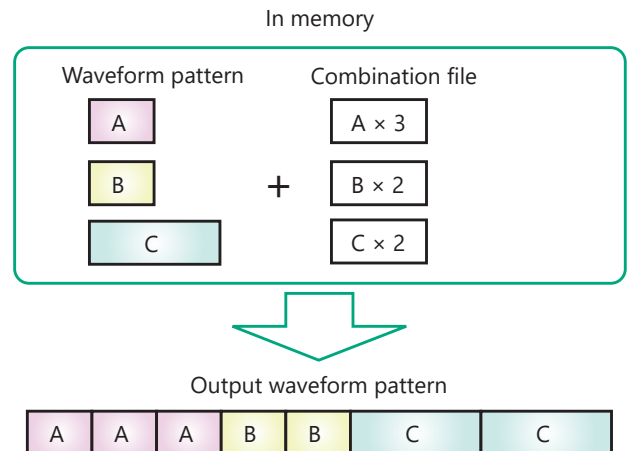 In memory
Waveform pattern Combination file
A A × 3
B + B × 2
C C × 2
Output waveform pattern
A A A B B C C